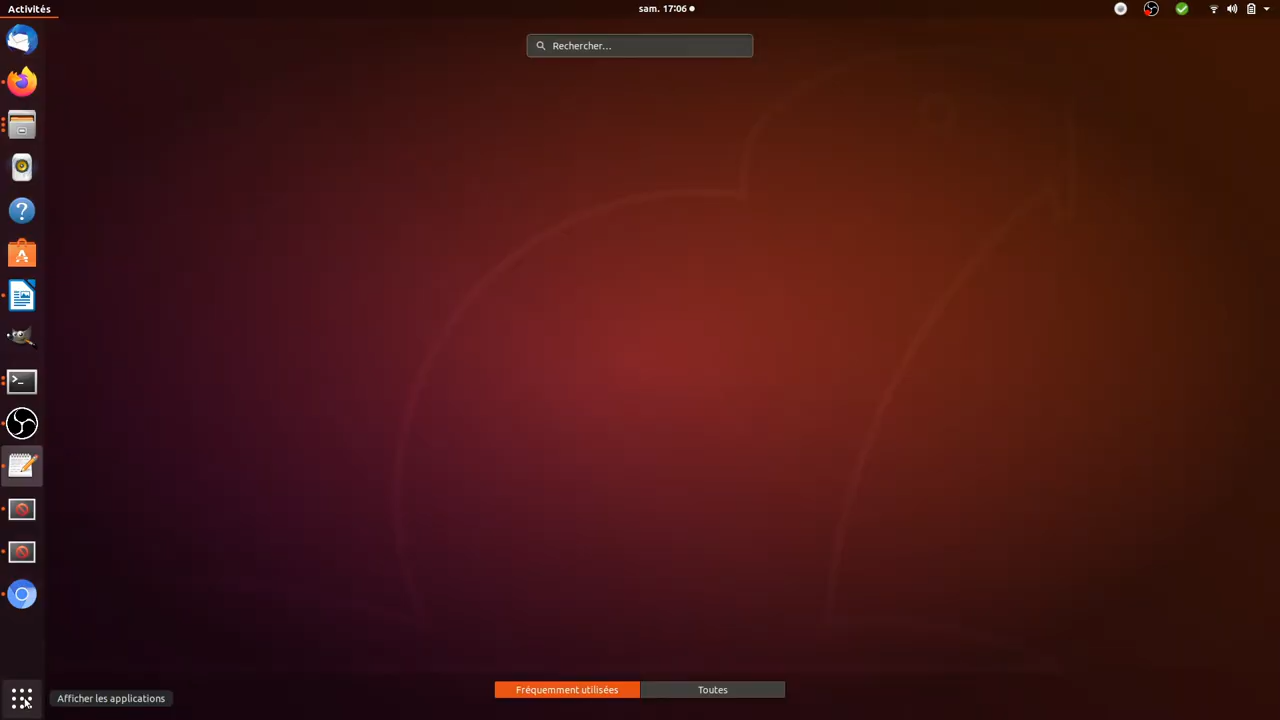 Activités
sam. 17:06
Rechercher...
Afficher les applications
Fréquemment utilisées
Toutes